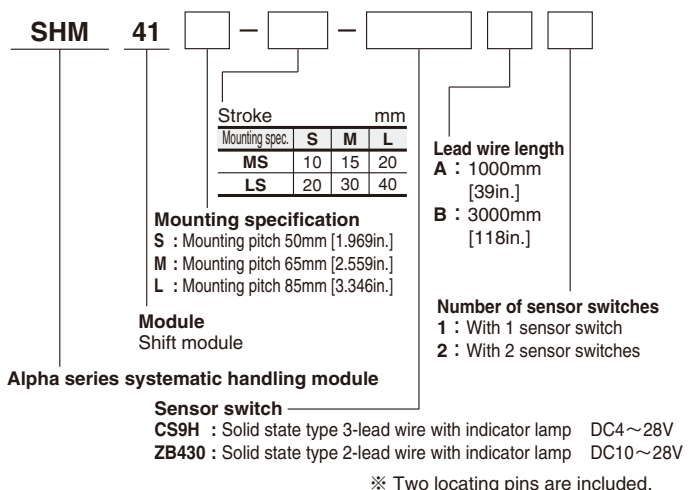 SHM 41 - -
Stroke mm
Mounting spec. S M L
MS 10 15 20
LS 20 30 40
Lead wire length
A : 1000mm
[39in.]
B : 3000mm
[118in.]
Mounting specification
S : Mounting pitch 50mm [1.969in.]
M : Mounting pitch 65mm [2.559in.]
L : Mounting pitch 85mm [3.346in.]
Number of sensor switches
1 : With 1 sensor switch
2 : With 2 sensor switches
Module
Shift module
Alpha series systematic handling module
Sensor switch
CS9H : Solid state type 3-lead wire with indicator lamp DC4～28V
ZB430 : Solid state type 2-lead wire with indicator lamp DC10～28V
※ Two locating pins are included.